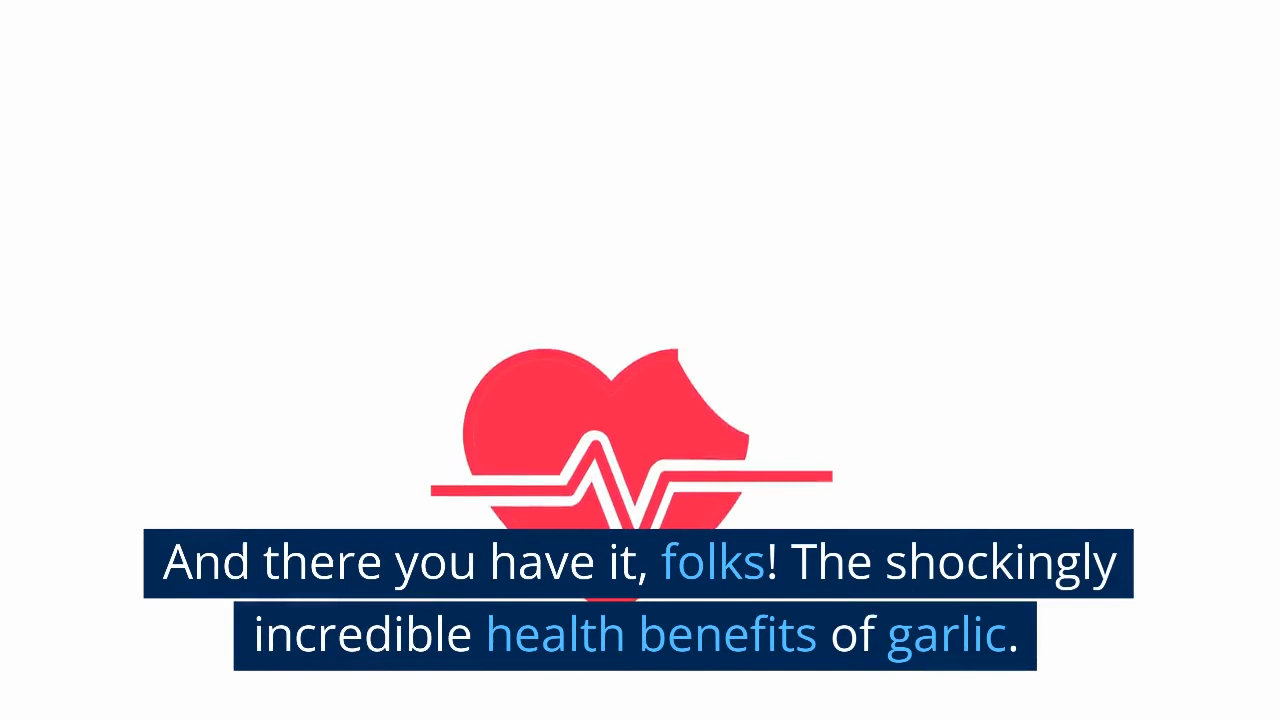 And there you have it, folks! The shockingly
incredible health benefits of garlic.